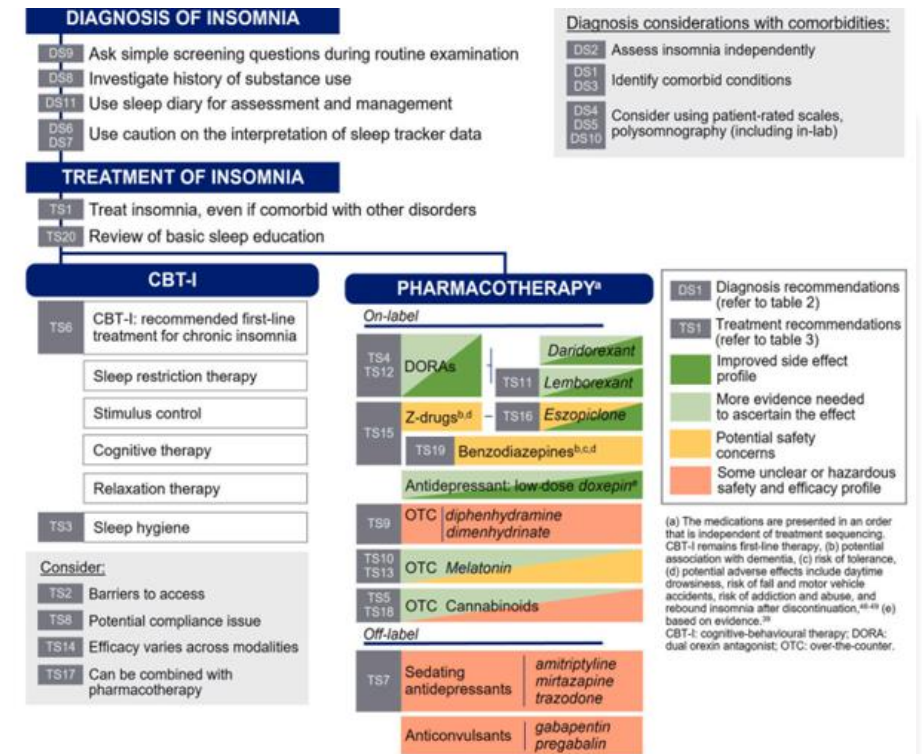 DIAGNOSIS OF INSOMNIA
DS9 Ask simple screening questions during routine examination
DS8 Investigate history of substance use
DS11 Use sleep diary for assessment and management
DS6
DS7
Use caution on the interpretation of sleep tracker data
Diagnosis considerations with comorbidities:
DS2 Assess insomnia independently
DS1
DS3
Identify comorbid conditions
DS4
DS5
DS10
Consider using patient-rated scales,
polysomnography (including in-lab)
TREATMENT OF INSOMNIA
TS1 Treat insomnia, even if comorbid with other disorders
TS20 Review of basic sleep education
CBT-I
TS6
CBT-I: recommended first-line
treatment for chronic insomnia
Sleep restriction therapy
Stimulus control
Cognitive therapy
Relaxation therapy
TS3 Sleep hygiene
Consider:
TS2 Barriers to access
TS8 Potential compliance issue
TS14 Efficacy varies across modalities
TS17 Can be combined with
pharmacotherapy
PHARMACOTHERAPYᵃ
On-label
TS4
TS12
DORAs
Daridorexant
TS11 Lemborexant
TS15
Z-drugsᵇ,ᵈ
TS16 Eszopiclone
TS19 Benzodiazepinesᵇ,ᶜ,ᵈ
Antidepressant: low-dose doxepinᵉ
TS9 OTC
diphenhydramine
dimenhydrinate
TS10
TS13
OTC Melatonin
TS5
TS18
OTC Cannabinoids
Off-label
TS7
Sedating
antidepressants
amitriptyline
mirtazapine
trazodone
Anticonvulsants
gabapentin
pregabalin
DS1 Diagnosis recommendations
(refer to table 2)
TS1 Treatment recommendations
(refer to table 3)
Improved side effect
profile
More evidence needed
to ascertain the effect
Potential safety
concerns
Some unclear or hazardous
safety and efficacy profile
(a) The medications are presented in an order
that is independent of treatment sequencing.
CBT-I remains first-line therapy, (b) potential
association with dementia, (c) risk of tolerance,
(d) potential adverse effects include daytime
drowsiness, risk of fall and motor vehicle
accidents, risk of addiction and abuse, and
rebound insomnia after discontinuation, (e)
based on evidence.
CBT-I: cognitive-behavioural therapy; DORA:
dual orexin antagonist; OTC: over-the-counter.